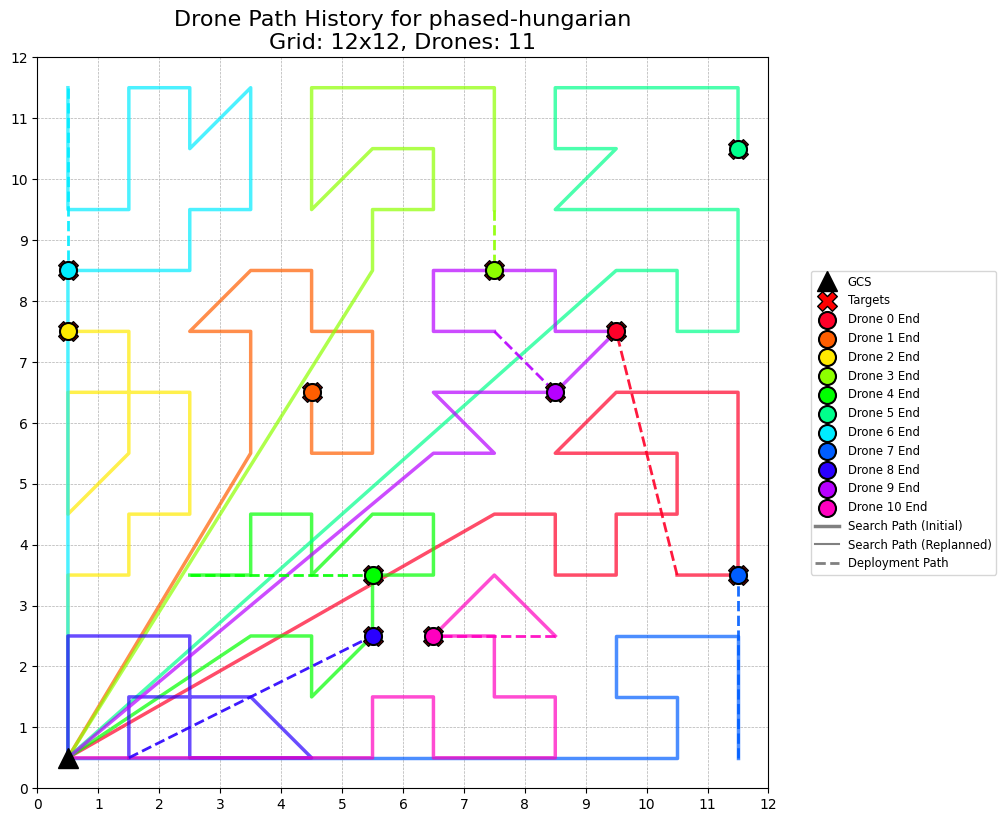 Drone Path History for phased-hungarian
Grid: 12x12, Drones: 11
12
11
10
9
8
7
6
5
4
3
2
1
0
0 1 2 3 4 5 6 7 8 9 10 11 12
GCS
Targets
Drone 0 End
Drone 1 End
Drone 2 End
Drone 3 End
Drone 4 End
Drone 5 End
Drone 6 End
Drone 7 End
Drone 8 End
Drone 9 End
Drone 10 End
Search Path (Initial)
Search Path (Replanned)
Deployment Path